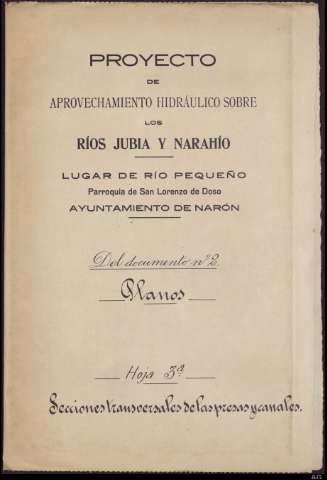 PROYECTO
DE
APROVECHAMIENTO HIDRÁULICO SOBRE
LOS
RÍOS JUBIA Y NARAHÍO
LUGAR DE RÍO PEQUEÑO
Parroquia de San Lorenzo de Doso
AYUNTAMIENTO DE NARÓN
Del documento nº 2
Planos
Hoja 3ª
Secciones transversales de las presas y canales.